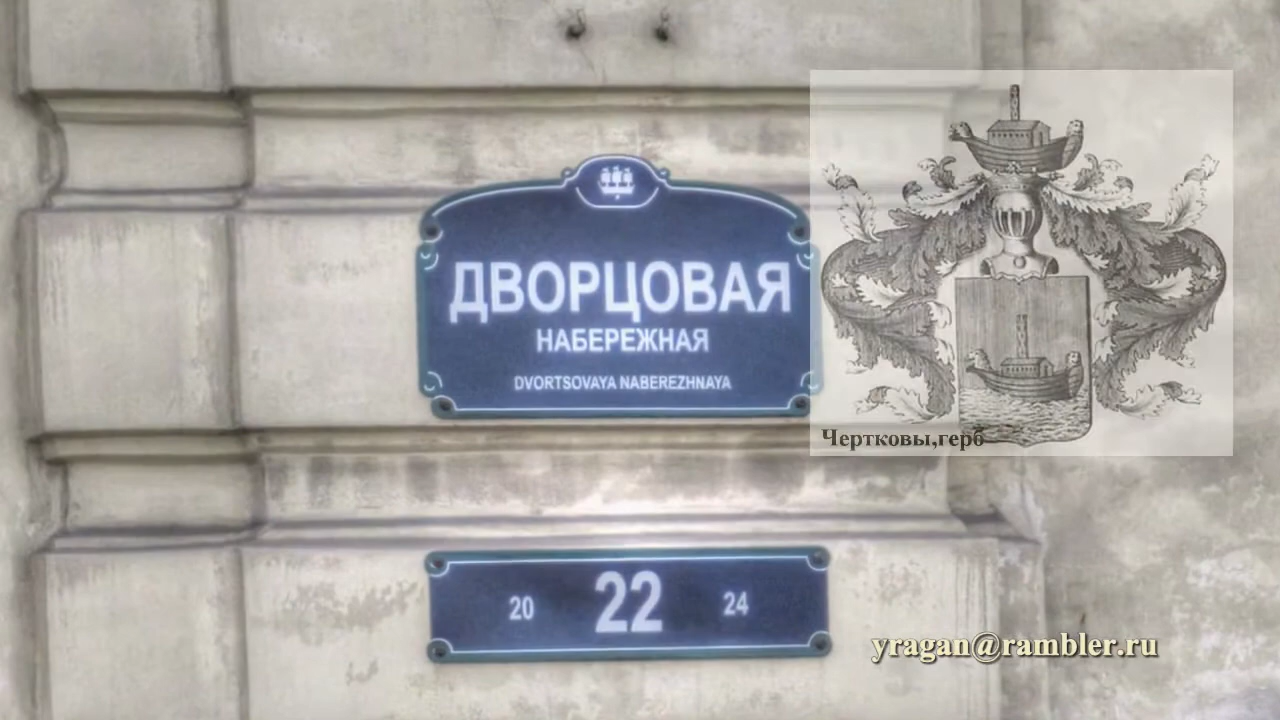 ДВОРЦОВАЯ
НАБЕРЕЖНАЯ
DVORTSOVAYA NABEREZHNAYA
Чертковы,герб
20 22 24
yragan@rambler.ru